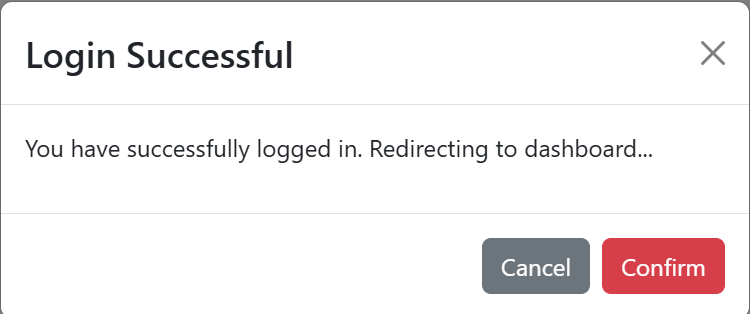 Login Successful
You have successfully logged in. Redirecting to dashboard...
Cancel
Confirm